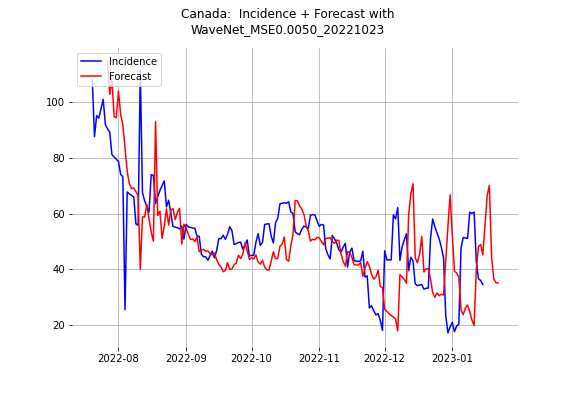 Canada:  Incidence + Forecast with
WaveNet_MSE0.0050_20221023
Incidence
Forecast
100
80
60
40
20
2022-08 2022-09 2022-10 2022-11 2022-12 2023-01